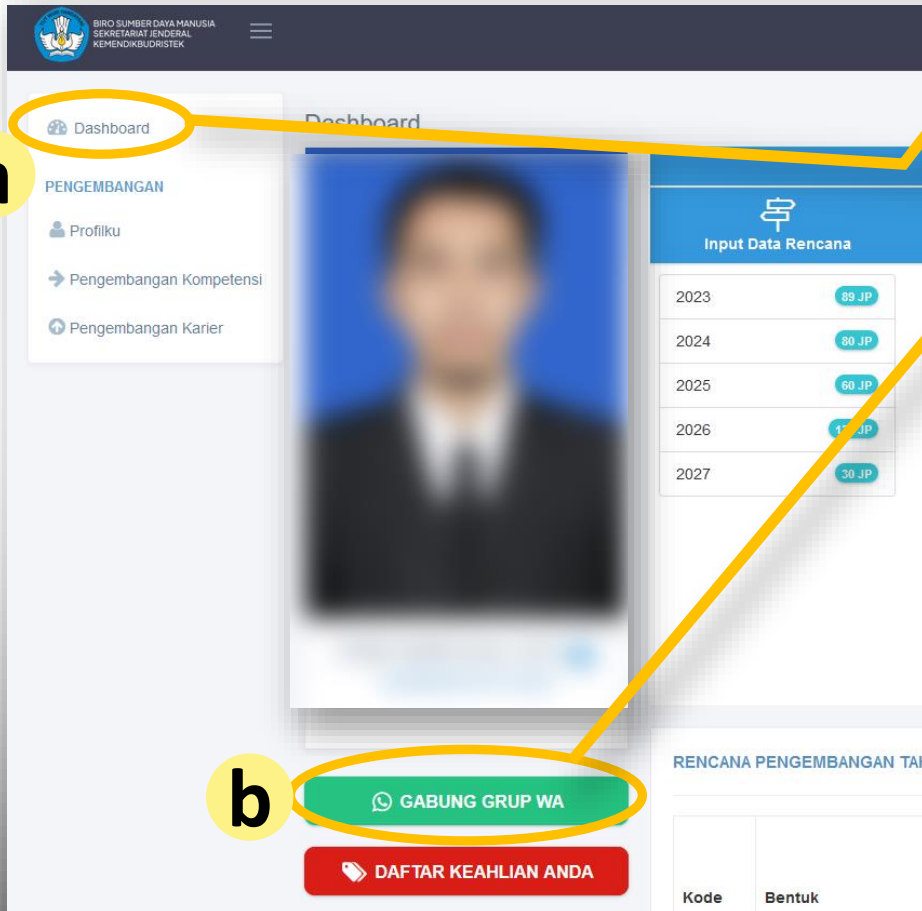 BIRO SUMBER DAYA MANUSIA
SEKRETARIAT JENDERAL
KEMENDIKBUDRISTEK
Dashboard
PENGEMBANGAN
Profilku
Pengembangan Kompetensi
Pengembangan Karier
Dashboard
Input Data Rencana
2023 89 JP
2024 80 JP
2025 60 JP
2026 JP
2027 30 JP
b
GABUNG GRUP WA
DAFTAR KEAHLIAN ANDA
RENCANA PENGEMBANGAN
Kode Bentuk